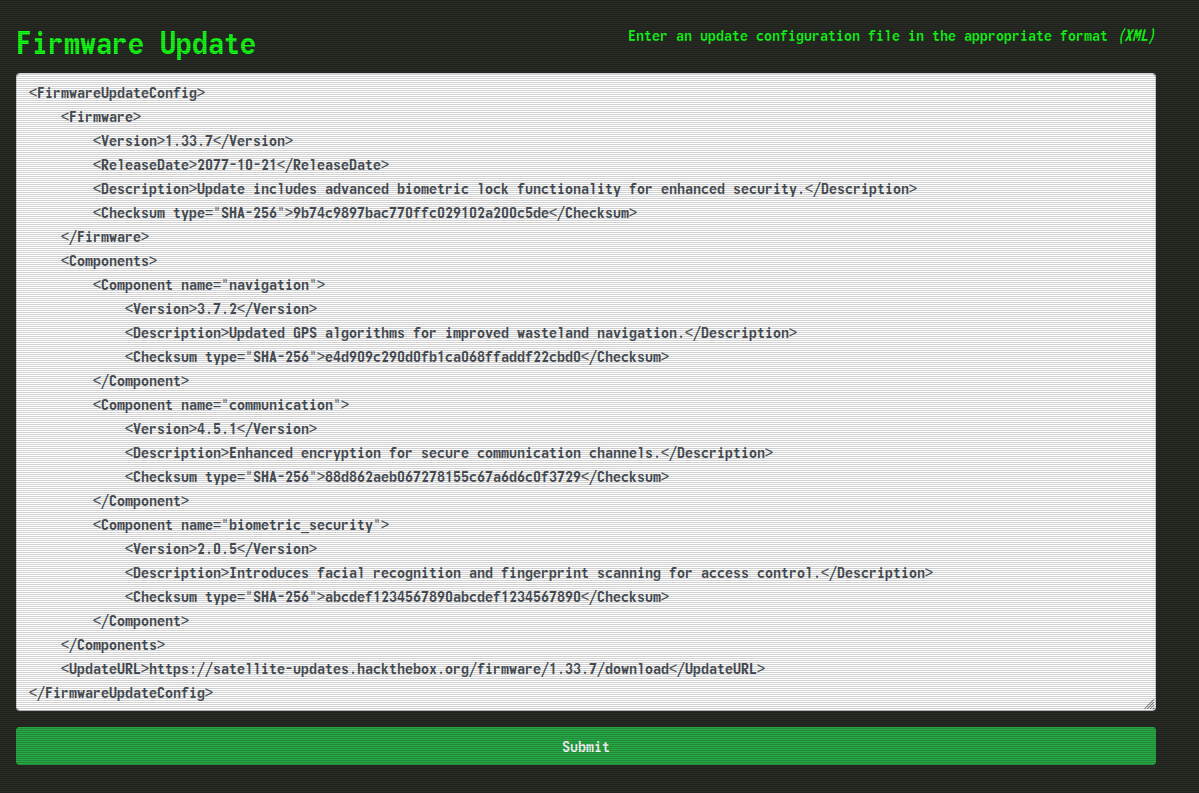 Firmware Update
Enter an update configuration file in the appropriate format (XML)
<FirmwareUpdateConfig>
    <Firmware>
        <Version>1.33.7</Version>
        <ReleaseDate>2077-10-21</ReleaseDate>
        <Description>Update includes advanced biometric lock functionality for enhanced security.</Description>
        <Checksum type="SHA-256">9b74c9897bac770ffc029102a200c5de</Checksum>
    </Firmware>
    <Components>
        <Component name="navigation">
            <Version>3.7.2</Version>
            <Description>Updated GPS algorithms for improved wasteland navigation.</Description>
            <Checksum type="SHA-256">e4d909c290d0fb1ca068ffaddf22cbd0</Checksum>
        </Component>
        <Component name="communication">
            <Version>4.5.1</Version>
            <Description>Enhanced encryption for secure communication channels.</Description>
            <Checksum type="SHA-256">88d862aeb067278155c67a6d6c0f3729</Checksum>
        </Component>
        <Component name="biometric_security">
            <Version>2.0.5</Version>
            <Description>Introduces facial recognition and fingerprint scanning for access control.</Description>
            <Checksum type="SHA-256">abcdef1234567890abcdef1234567890</Checksum>
        </Component>
    </Components>
    <UpdateURL>https://satellite-updates.hackthebox.org/firmware/1.33.7/download</UpdateURL>
</FirmwareUpdateConfig>
Submit